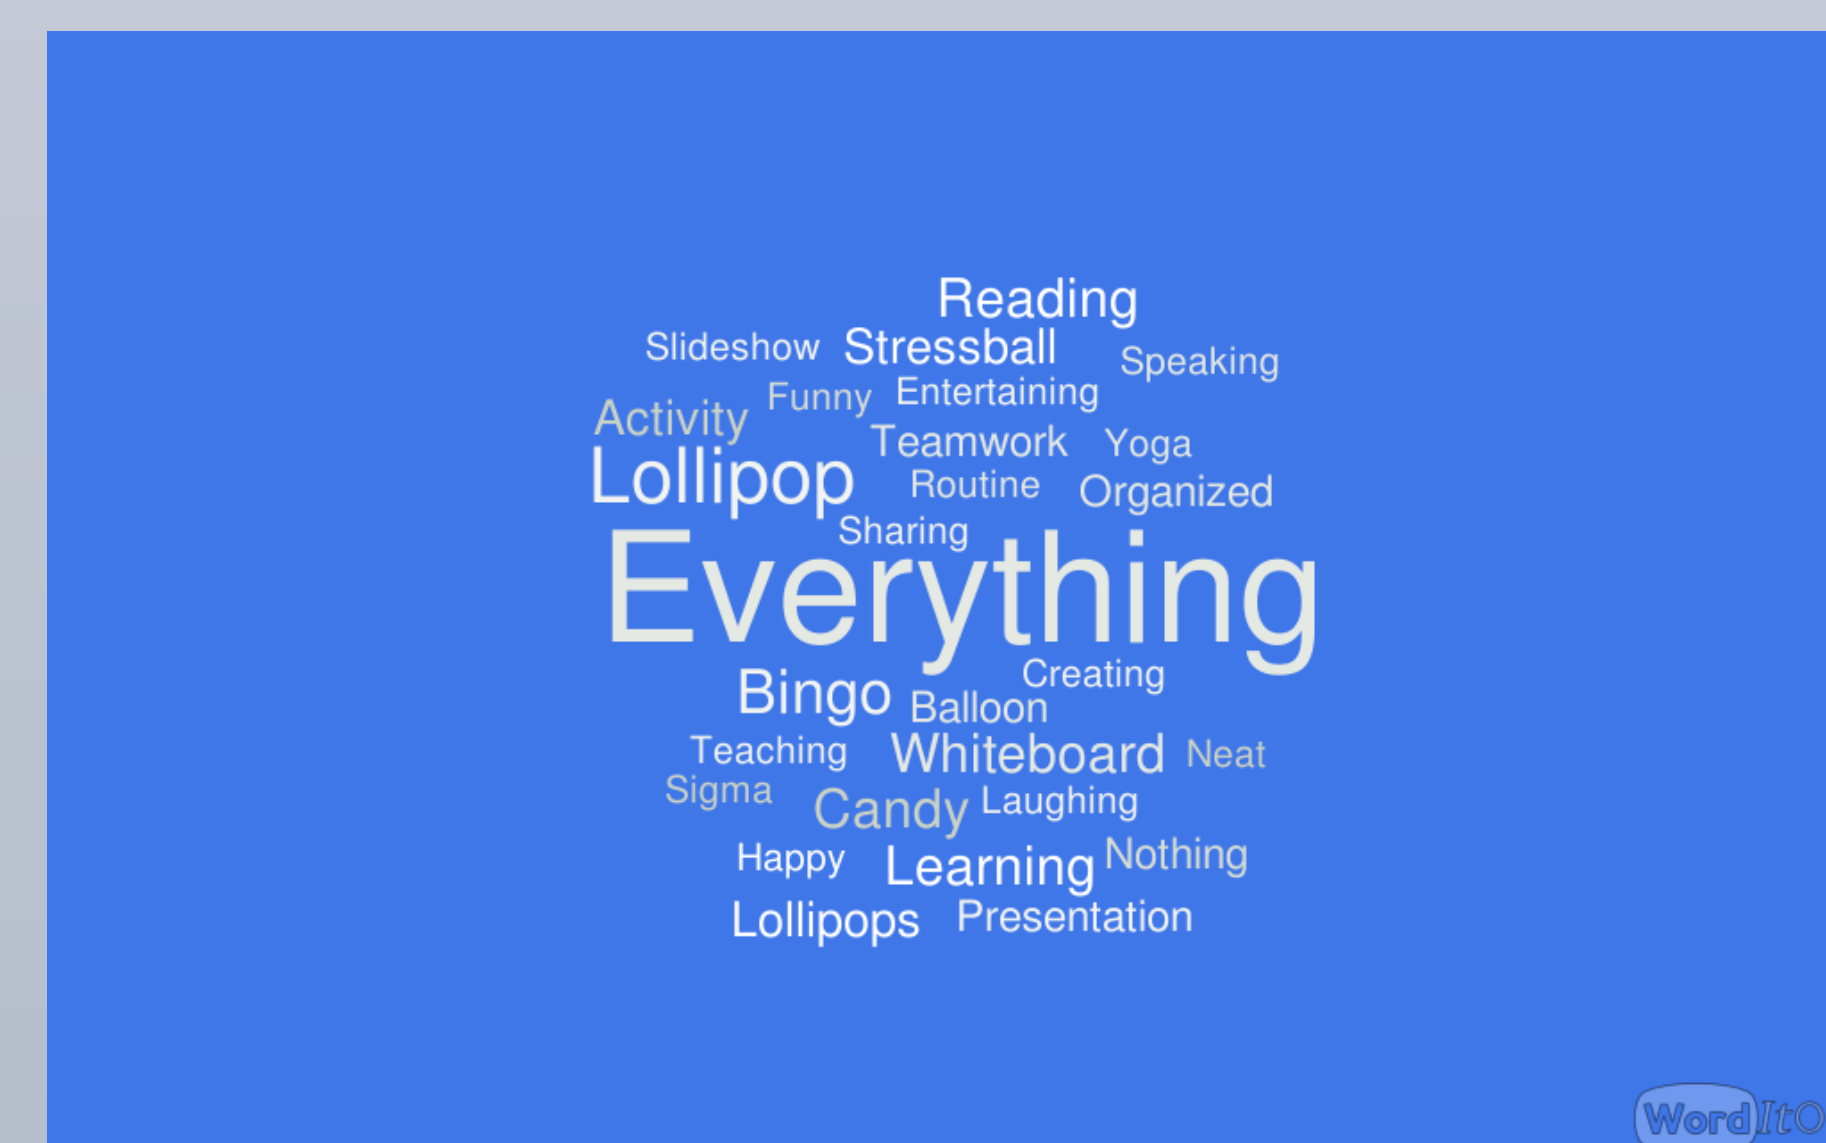 Reading
Slideshow Stressball Speaking
Activity Funny Entertaining
Teamwork Yoga
Lollipop Routine Organized
Sharing
Everything
Creating
Bingo Balloon
Teaching Whiteboard Neat
Sigma Candy Laughing
Happy Learning Nothing
Lollipops Presentation
WordItO